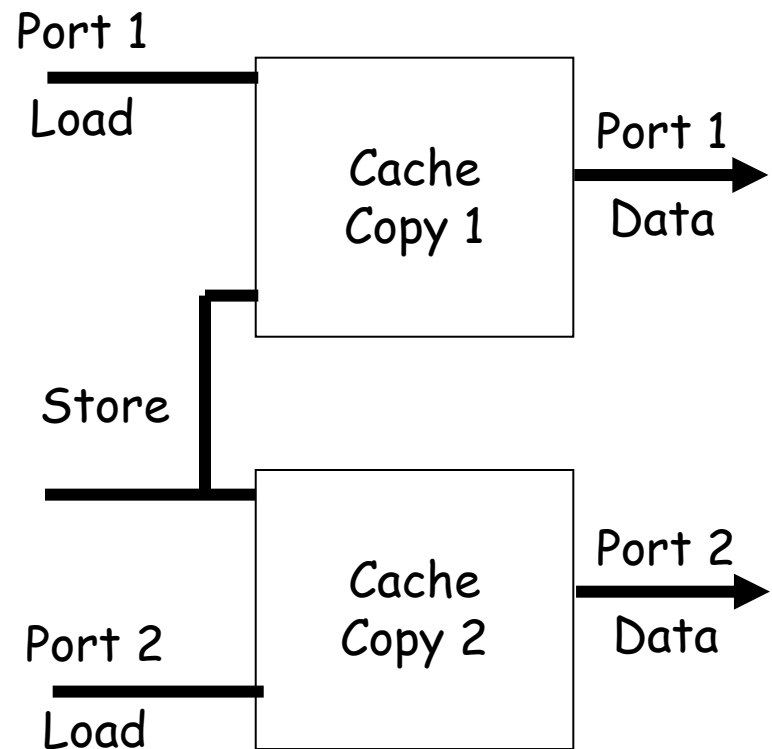 Port 1
Load
Cache
Copy 1
Port 1
Data
Store
Cache
Copy 2
Port 2
Data
Port 2
Load